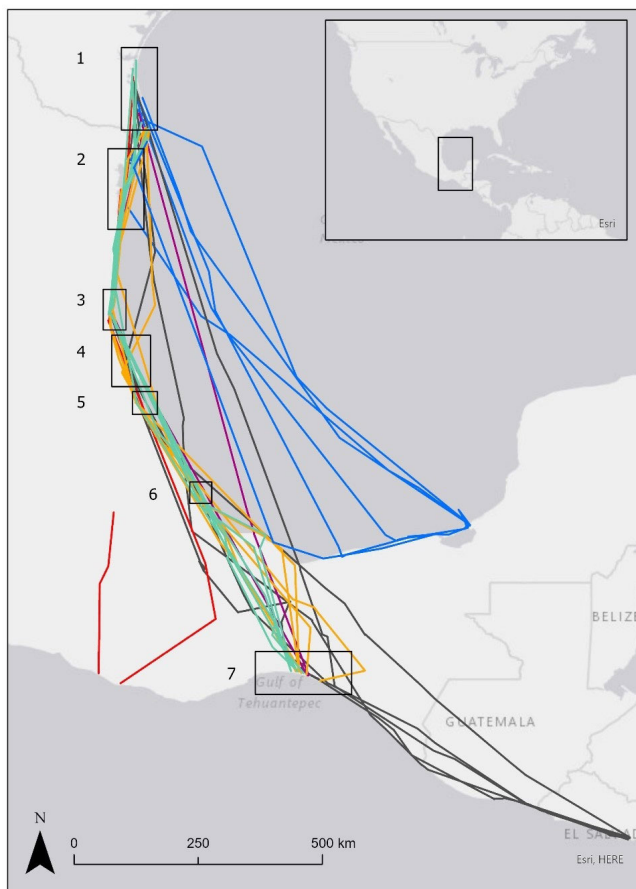 1
Esri
2
3
4
5
6
7
BELIZE
Gulf of
Tehuantepec
GUATEMALA
N
0
250
500 km
EL SALVAD
Esri, HERE